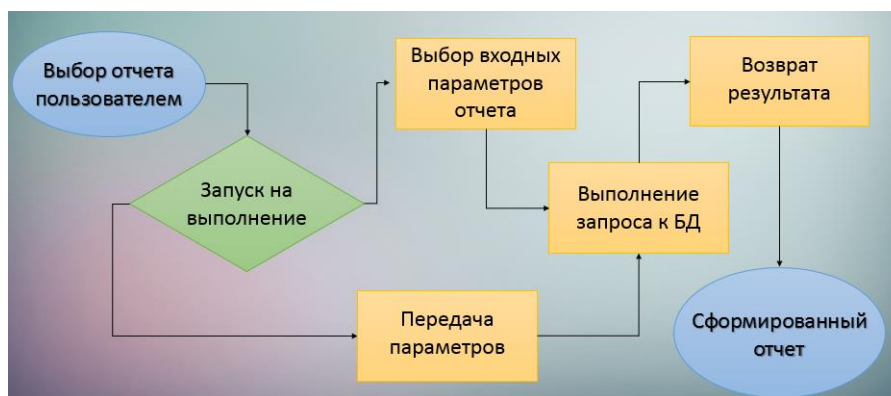 Выбор отчета
пользователем
Запуск на
выполнение
Выбор входных
параметров
отчета
Передача
параметров
Выполнение
запроса к БД
Возврат
результата
Сформированный
отчет